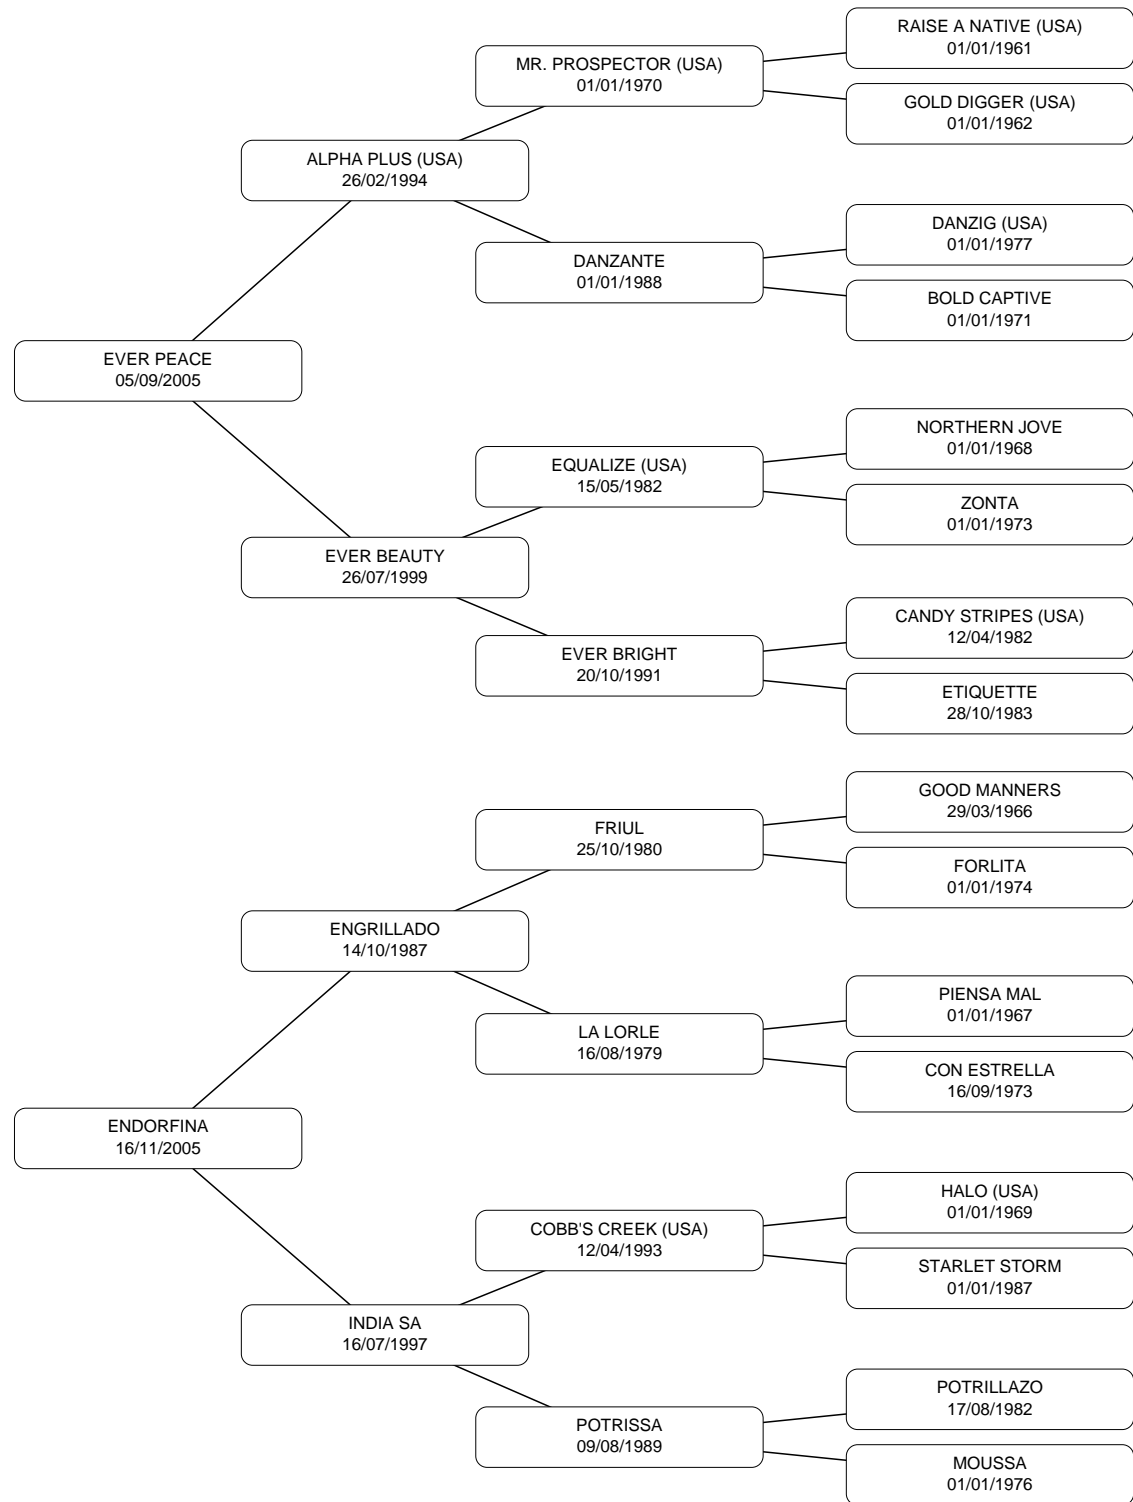 RAISE A NATIVE (USA)
01/01/1961
MR. PROSPECTOR (USA)
01/01/1970
GOLD DIGGER (USA)
01/01/1962
ALPHA PLUS (USA)
26/02/1994
DANZIG (USA)
01/01/1977
DANZANTE
01/01/1988
BOLD CAPTIVE
01/01/1971
EVER PEACE
05/09/2005
NORTHERN JOVE
01/01/1968
EQUALIZE (USA)
15/05/1982
ZONTA
01/01/1973
EVER BEAUTY
26/07/1999
CANDY STRIPES (USA)
12/04/1982
EVER BRIGHT
20/10/1991
ETIQUETTE
28/10/1983
GOOD MANNERS
29/03/1966
FRIUL
25/10/1980
FORLITA
01/01/1974
ENGRILLADO
14/10/1987
PIENSA MAL
01/01/1967
LA LORLE
16/08/1979
CON ESTRELLA
16/09/1973
ENDORFINA
16/11/2005
HALO (USA)
01/01/1969
COBB'S CREEK (USA)
12/04/1993
STARLET STORM
01/01/1987
INDIA SA
16/07/1997
POTRILLAZO
17/08/1982
POTRISSA
09/08/1989
MOUSSA
01/01/1976